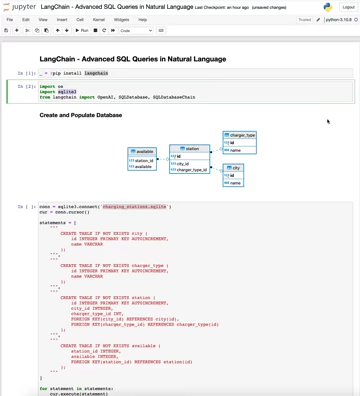 jupyter LangChain - Advanced SQL Queries in Natural Language Last Checkpoint: an hour ago (unsaved changes)
Logout
File Edit View Insert Cell Kernel Widgets Help
Trusted
python-3.10.8
Run
Code
LangChain - Advanced SQL Queries in Natural Language
In [1]: _ = !pip install langchain
In [2]: import os
import sqlite3
from langchain import OpenAI, SQLDatabase, SQLDatabaseChain
Create and Populate Database
charger_type
id
name
available
station_id
available
station
id
city_id
charger_type_id
city
id
name
In [ ]: conn = sqlite3.connect('charging_stations.sqlite')
cur = conn.cursor()
statements = [
"""
CREATE TABLE IF NOT EXISTS city (
id INTEGER PRIMARY KEY AUTOINCREMENT,
name VARCHAR
);
""",
"""
CREATE TABLE IF NOT EXISTS charger_type (
id INTEGER PRIMARY KEY AUTOINCREMENT,
name VARCHAR
);
""",
"""
CREATE TABLE IF NOT EXISTS station (
id INTEGER PRIMARY KEY AUTOINCREMENT,
city_id INTEGER,
charger_type_id INT,
FOREIGN KEY(city_id) REFERENCES city(id),
FOREIGN KEY(charger_type_id) REFERENCES charger_type(id)
);
""",
"""
CREATE TABLE IF NOT EXISTS available (
station_id INTEGER,
available INTEGER,
FOREIGN KEY(station_id) REFERENCES station(id)
);
"""
]
for statement in statements:
cur.execute(statement)